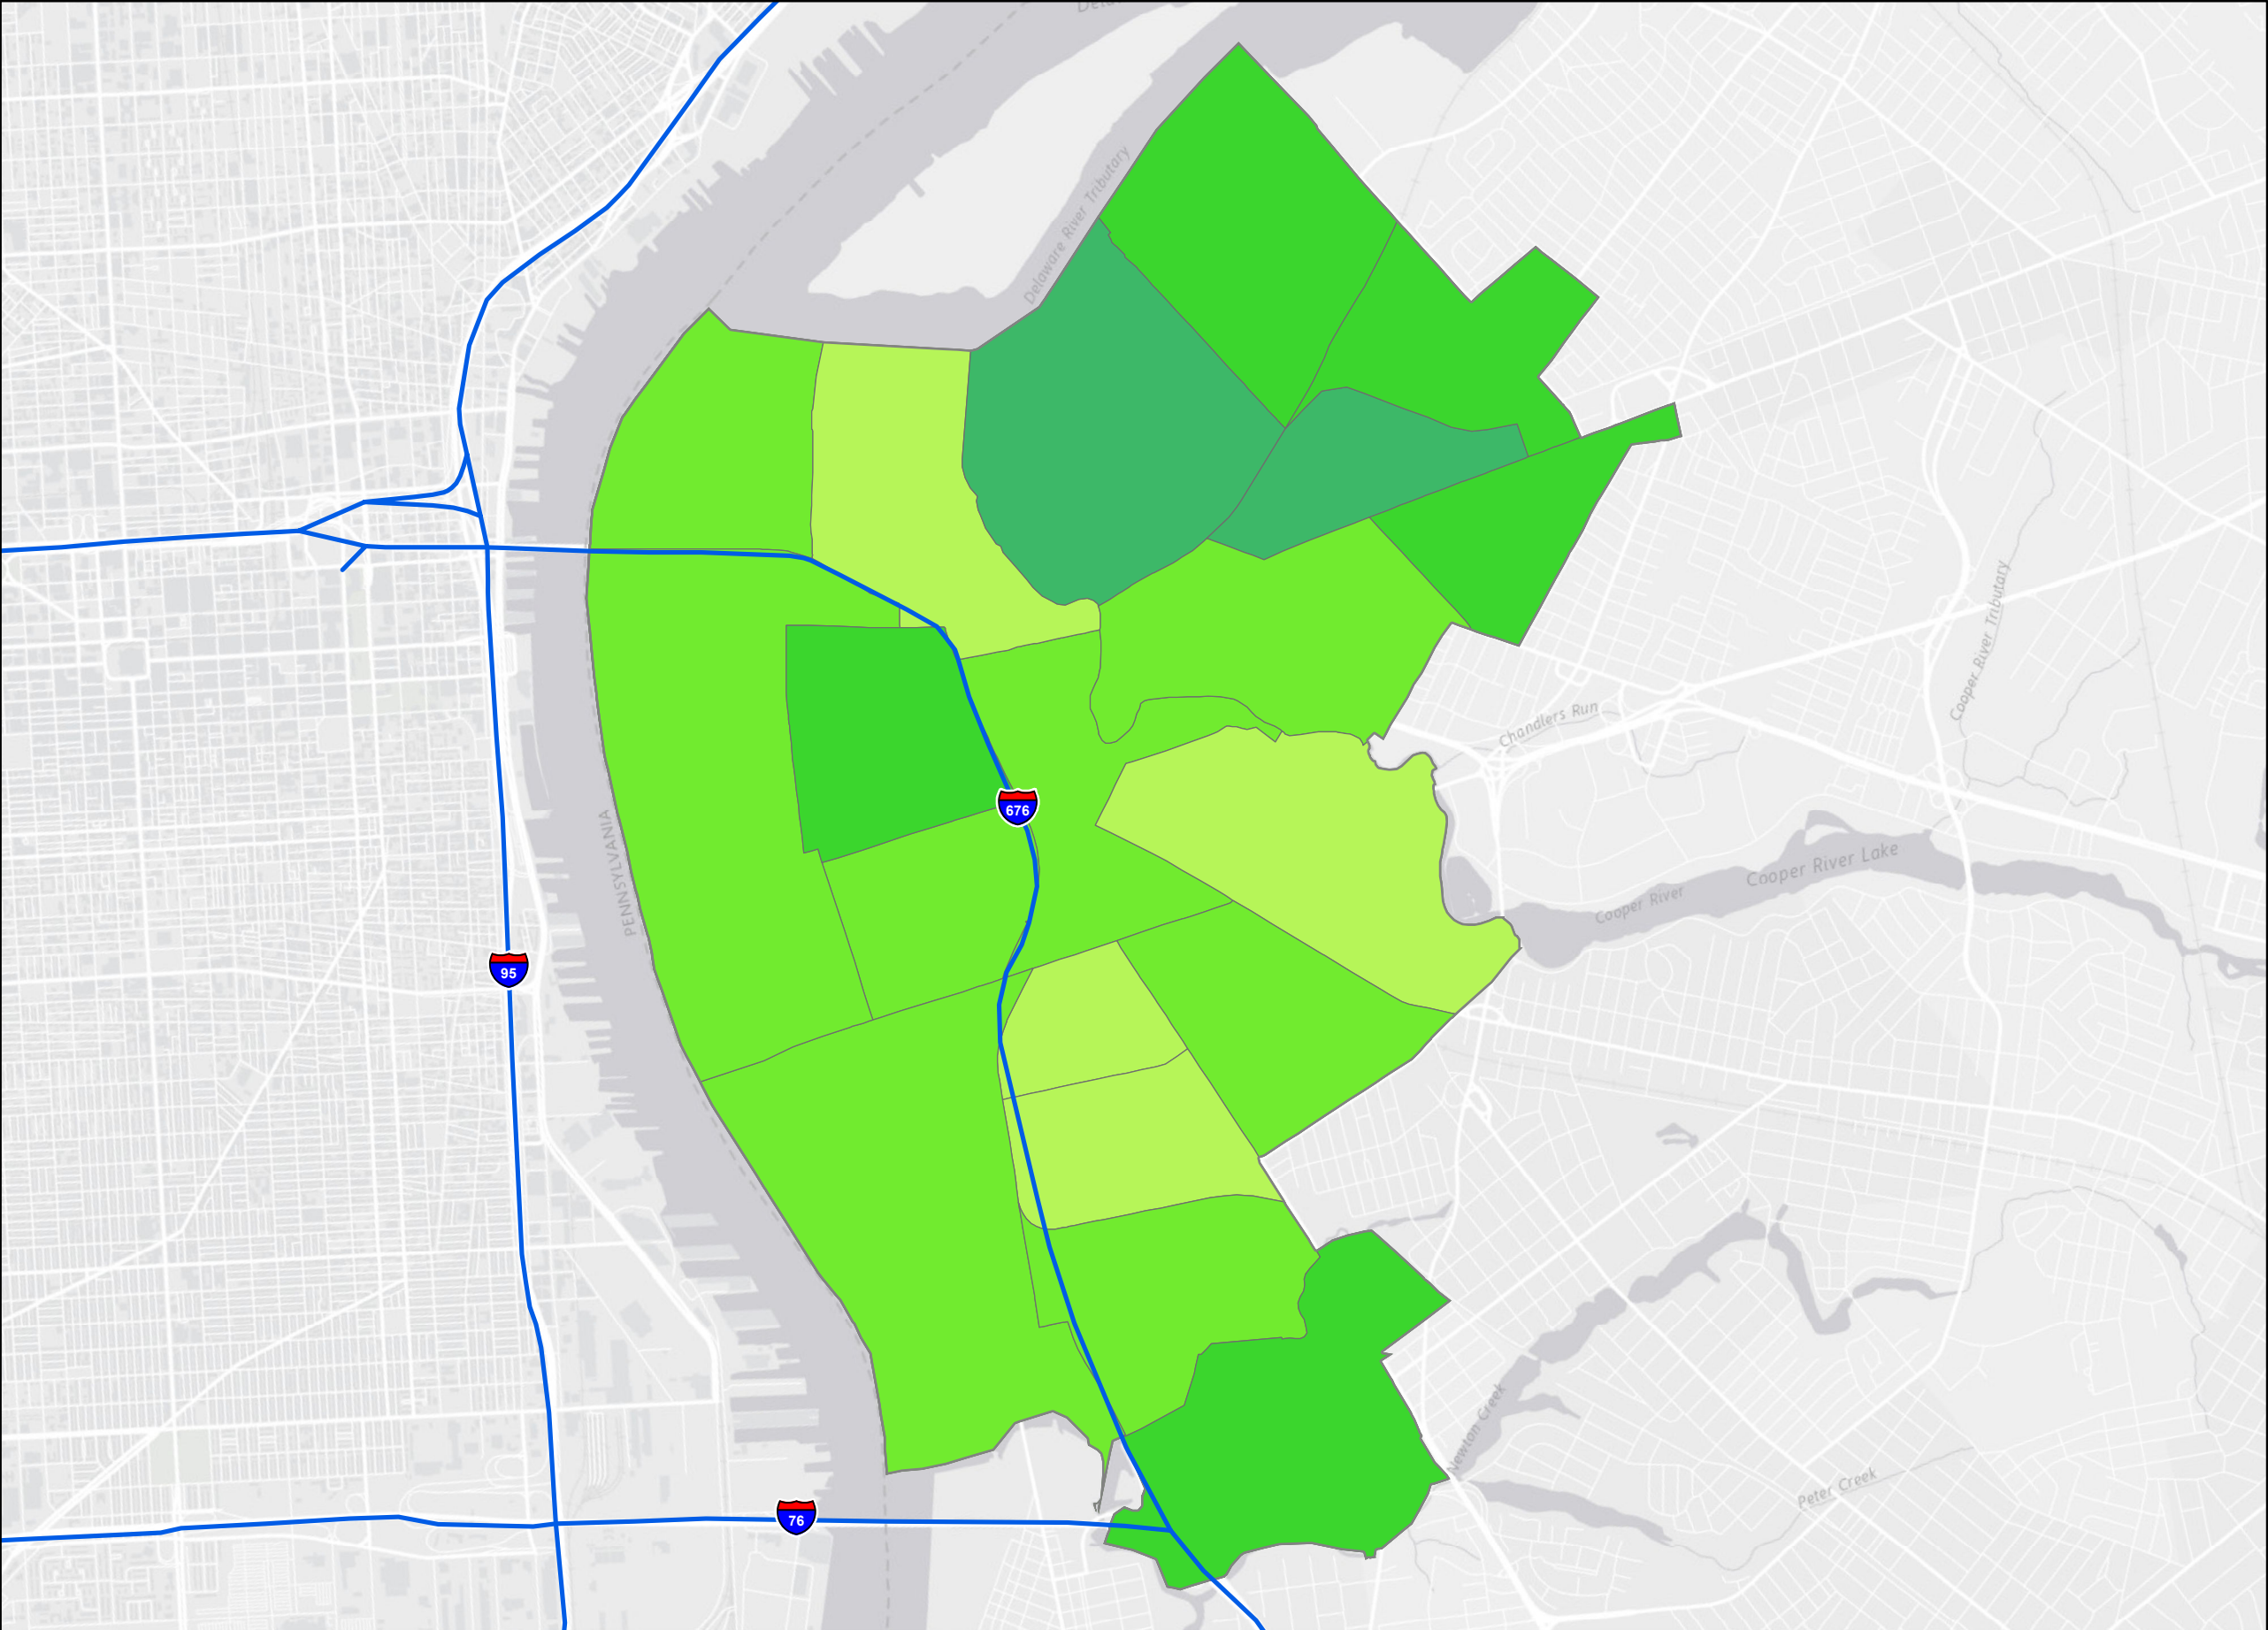 Delaware River Tributary
Cooper River Tributary
Chandlers Run
676
PENNSYLVANIA
Cooper River Lake
Cooper River
95
Newton Creek
Peter Creek
76